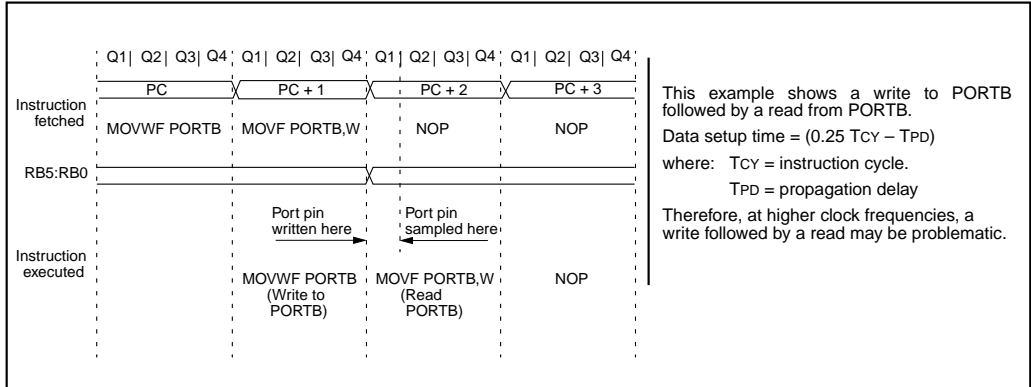 Q1| Q2| Q3| Q4 Q1| Q2| Q3| Q4 Q1| Q2| Q3| Q4 Q1| Q2| Q3| Q4
PC PC + 1 PC + 2 PC + 3
Instruction
fetched
MOVWF PORTB MOVF PORTB,W NOP NOP
RB5:RB0
Port pin
written here
Port pin
sampled here
Instruction
executed
MOVWF PORTB
(Write to
PORTB)
MOVF PORTB,W
(Read
PORTB)
NOP
This example shows a write to PORTB
followed by a read from PORTB.
Data setup time = (0.25 TCY – TPD)
where: TCY = instruction cycle.
TPD = propagation delay
Therefore, at higher clock frequencies, a
write followed by a read may be problematic.